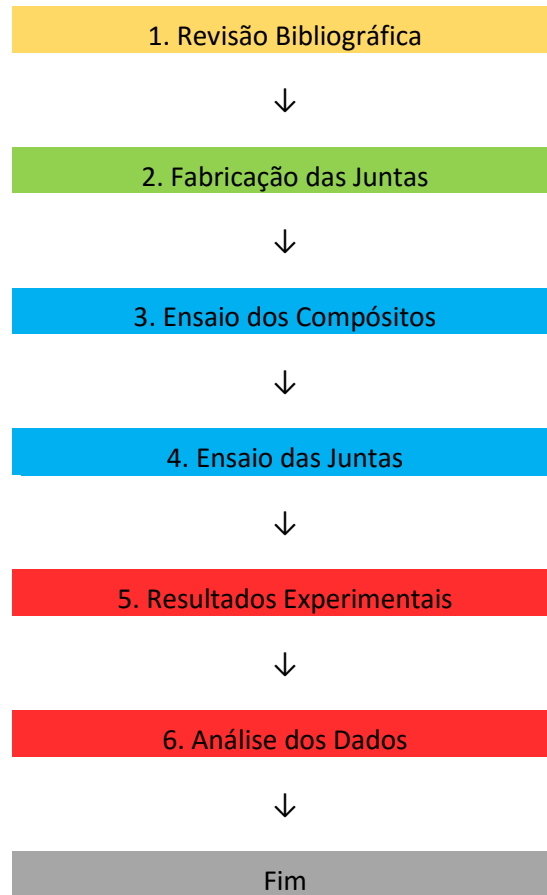 1. Revisão Bibliográfica
↓
2. Fabricação das Juntas
↓
3. Ensaio dos Compósitos
↓
4. Ensaio das Juntas
↓
5. Resultados Experimentais
↓
6. Análise dos Dados
↓
Fim